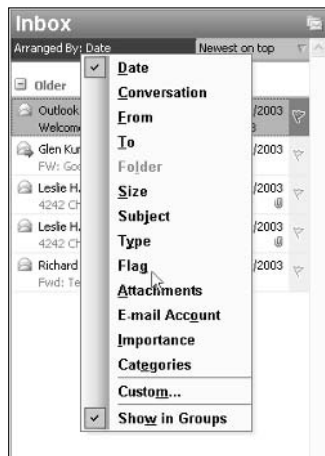 Inbox
Arranged By: Date Newest on top
Older
Outlook /2003
Welcom 3
Glen Kur /2003
FW: Goo
Leslie H. /2003
4242 Ch
Leslie H. /2003
4242 Ch
Richard /2003
Fwd: Te
Date
Conversation
From
To
Folder
Size
Subject
Type
Flag
Attachments
E-mail Account
Importance
Categories
Custom...
Show in Groups